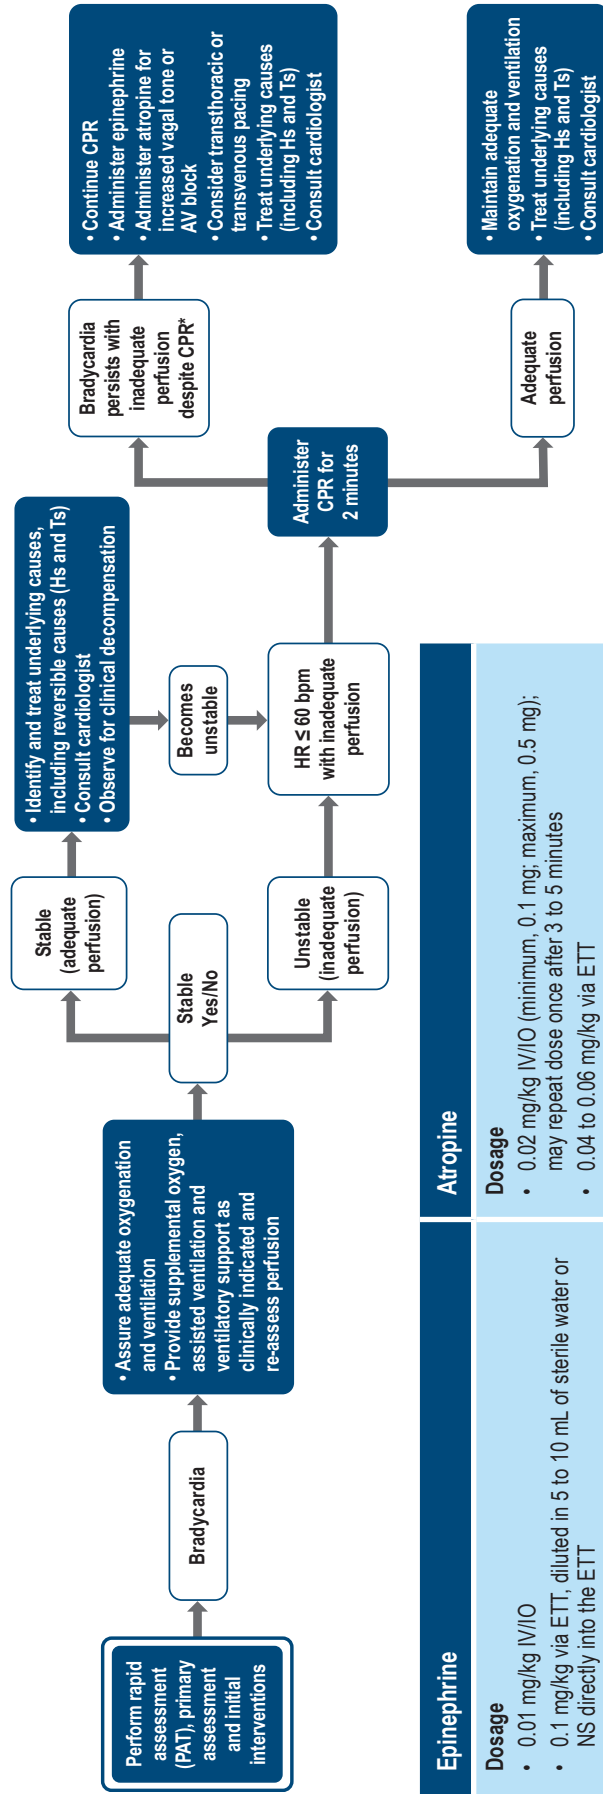 Perform rapid
assessment
(PAT), primary
assessment
and initial
interventions
Bradycardia
• Assure adequate oxygenation
and ventilation
• Provide supplemental oxygen,
assisted ventilation and
ventilatory support as
clinically indicated and
re-assess perfusion
Stable
Yes/No
Stable
(adequate
perfusion)
• Identify and treat underlying causes,
including reversible causes (Hs and Ts)
• Consult cardiologist
• Observe for clinical decompensation
Becomes
unstable
Unstable
(inadequate
perfusion)
HR ≤ 60 bpm
with inadequate
perfusion
Administer
CPR for
2 minutes
Bradycardia
persists with
inadequate
perfusion
despite CPR*
• Continue CPR
• Administer epinephrine
• Administer atropine for
increased vagal tone or
AV block
• Consider transthoracic or
transvenous pacing
• Treat underlying causes
(including Hs and Ts)
• Consult cardiologist
Adequate
perfusion
• Maintain adequate
oxygenation and ventilation
• Treat underlying causes
(including Hs and Ts)
• Consult cardiologist
Epinephrine
Dosage
• 0.01 mg/kg IV/IO
• 0.1 mg/kg via ETT, diluted in 5 to 10 mL of sterile water or
NS directly into the ETT
Atropine
Dosage
• 0.02 mg/kg IV/IO (minimum, 0.1 mg; maximum, 0.5 mg);
may repeat dose once after 3 to 5 minutes
• 0.04 to 0.06 mg/kg via ETT